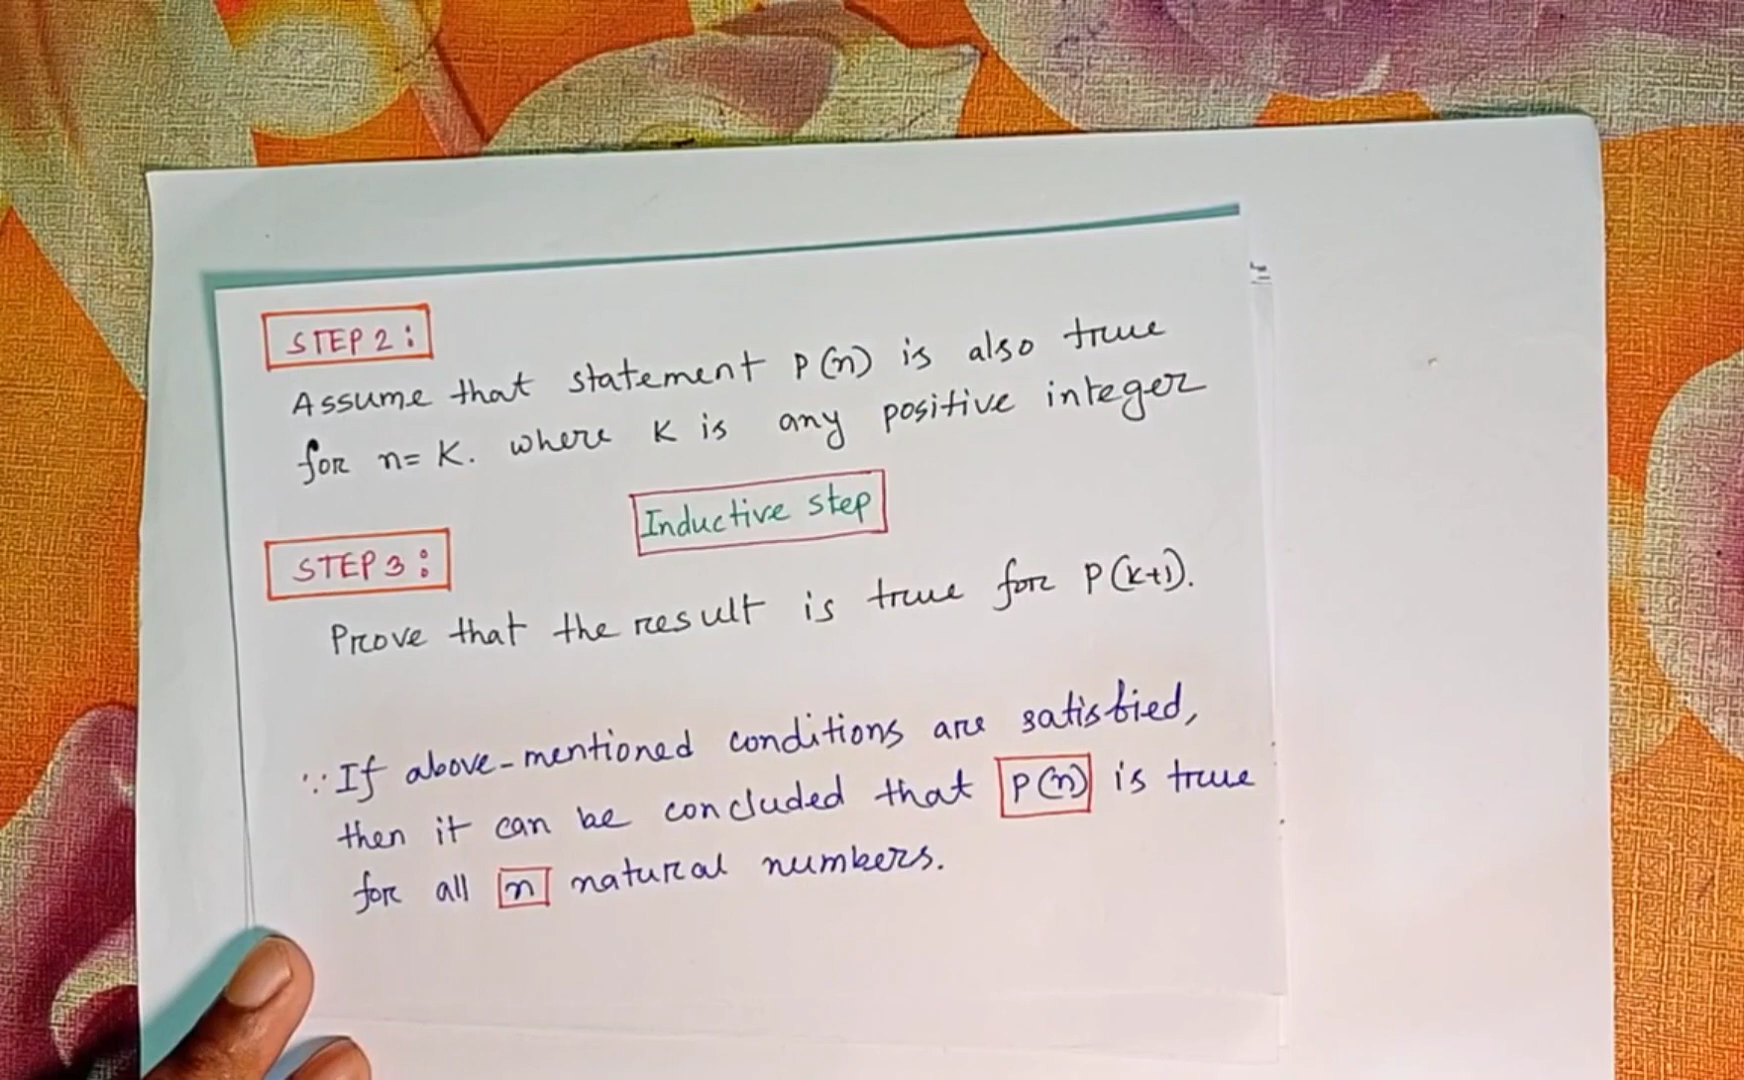 STEP 2 :
Assume that statement P(n) is also true
for n = K. where K is any positive integer
Inductive step
STEP 3 :
Prove that the result is true for P(K+1).
∵ If above-mentioned conditions are satisfied,
then it can be concluded that P(n) is true
for all n natural numbers.